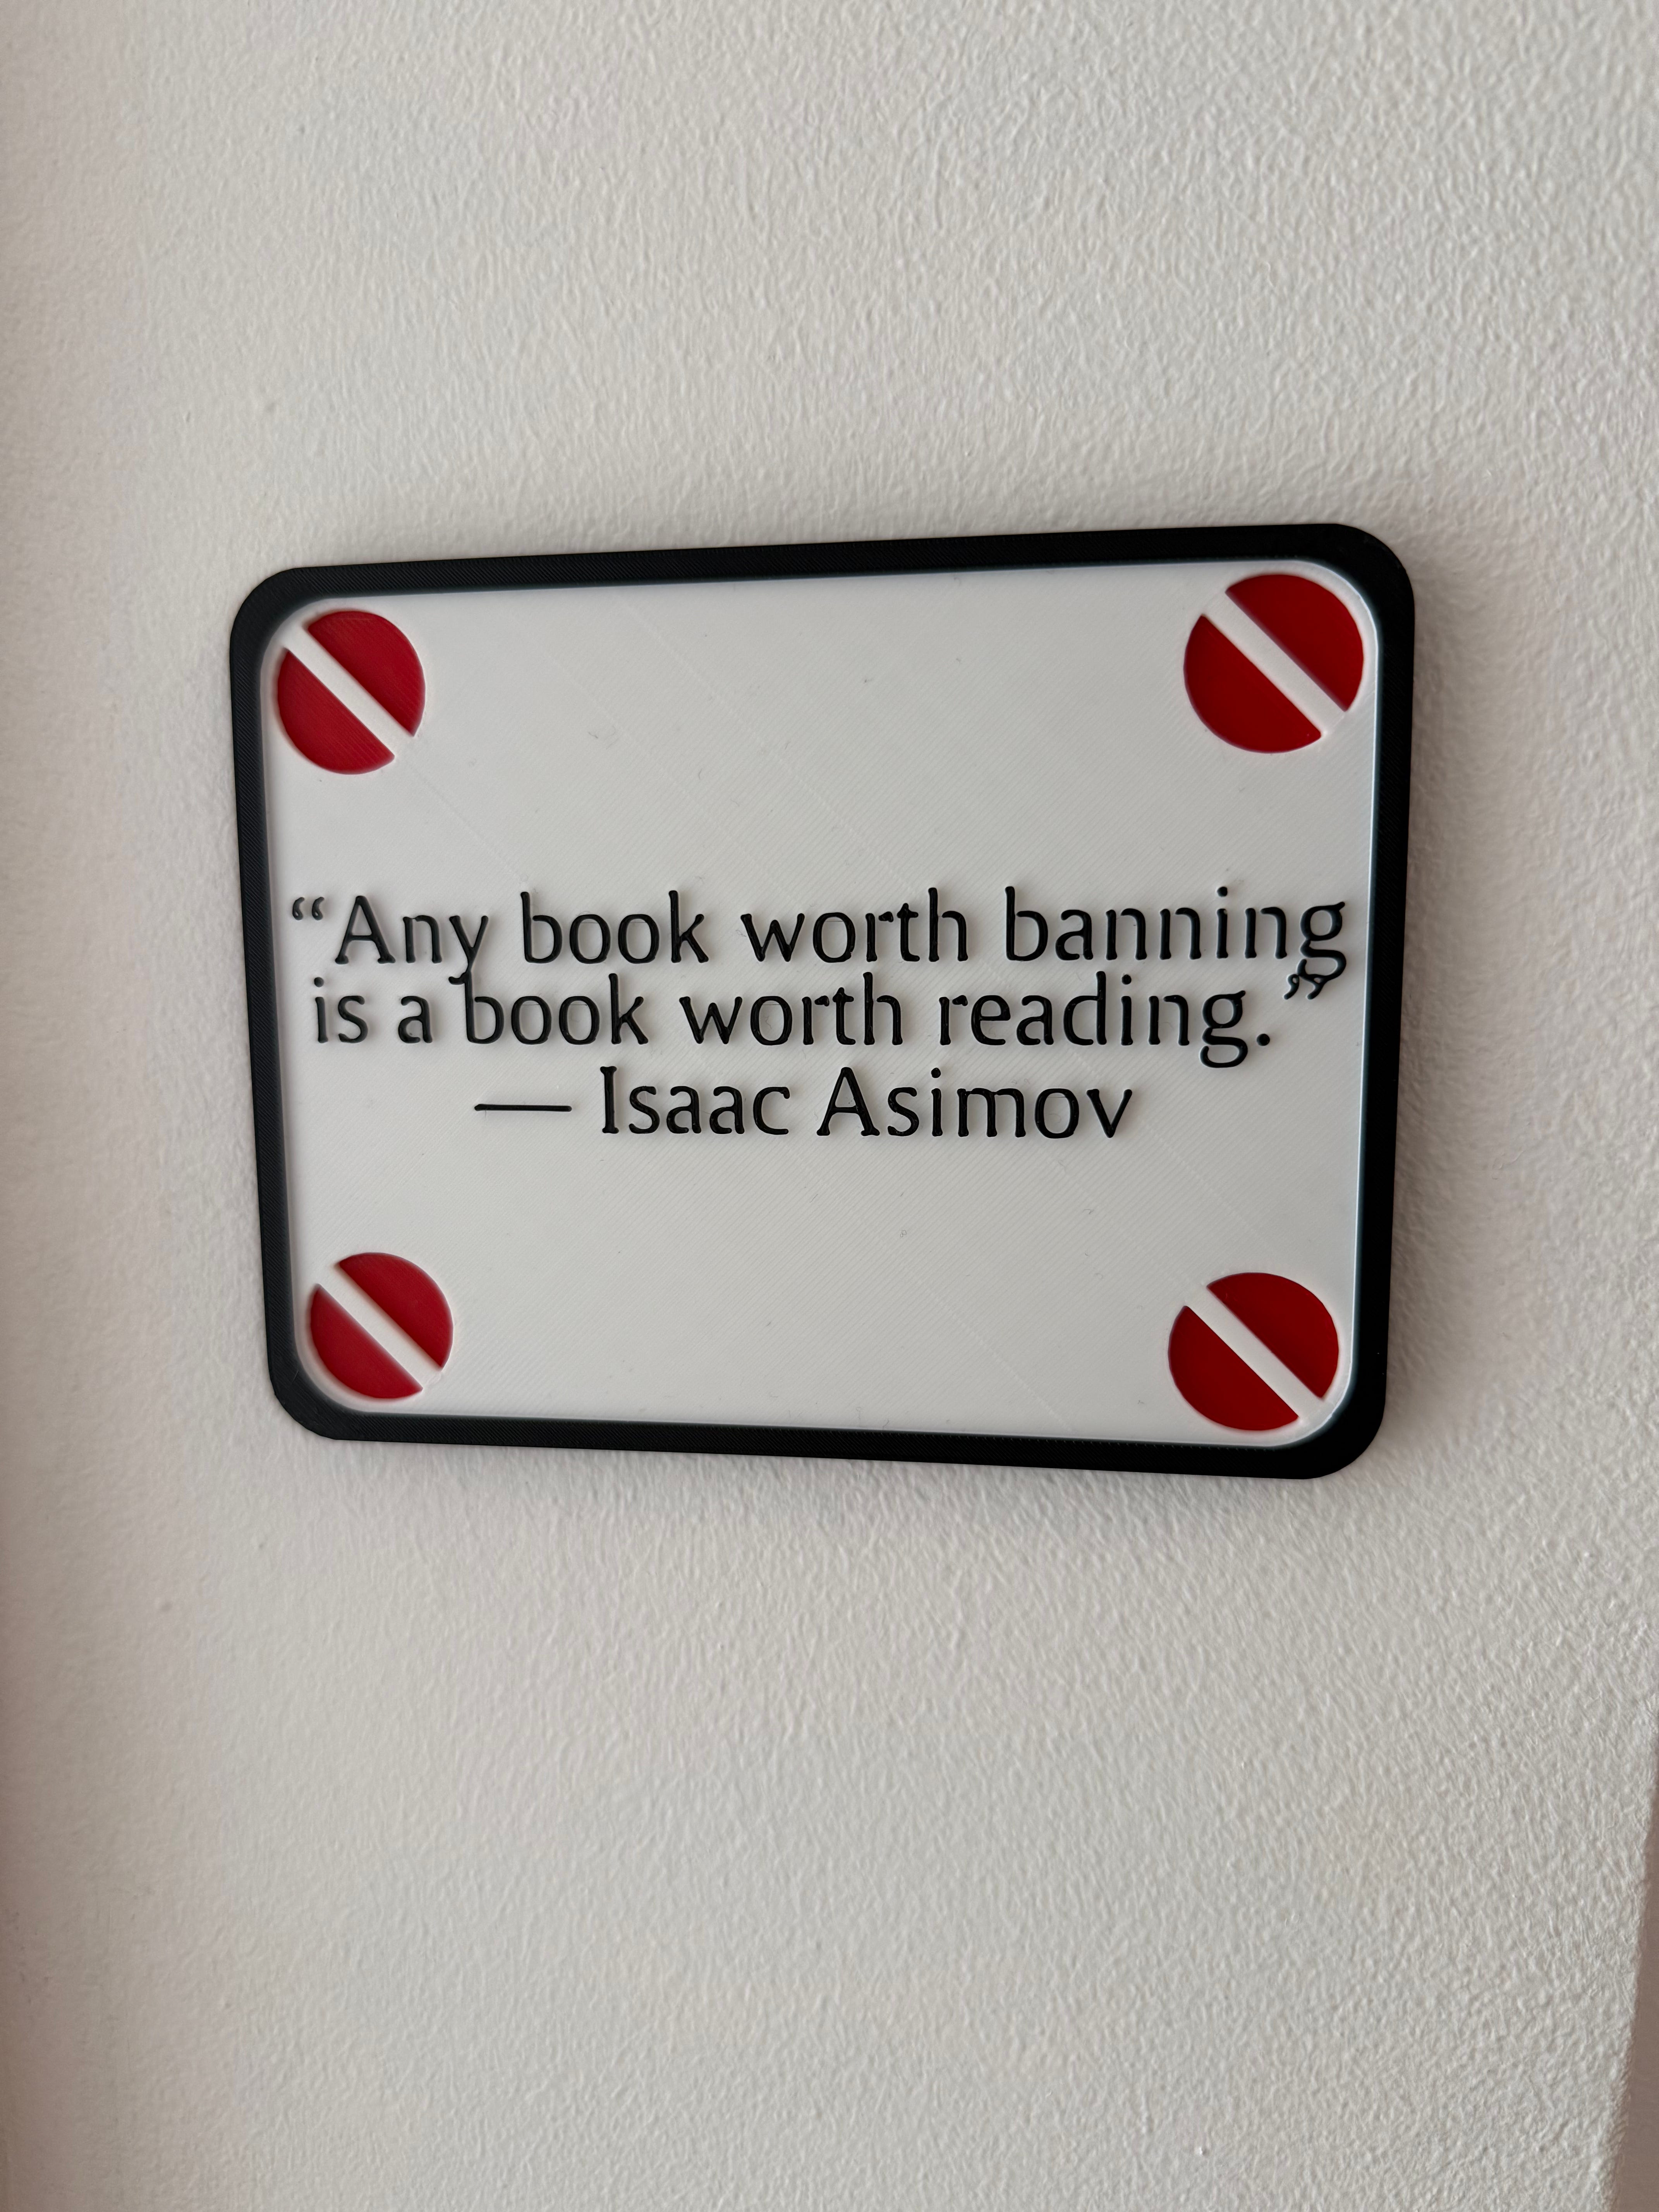 “Any book worth banning
is a book worth reading.”
— Isaac Asimov